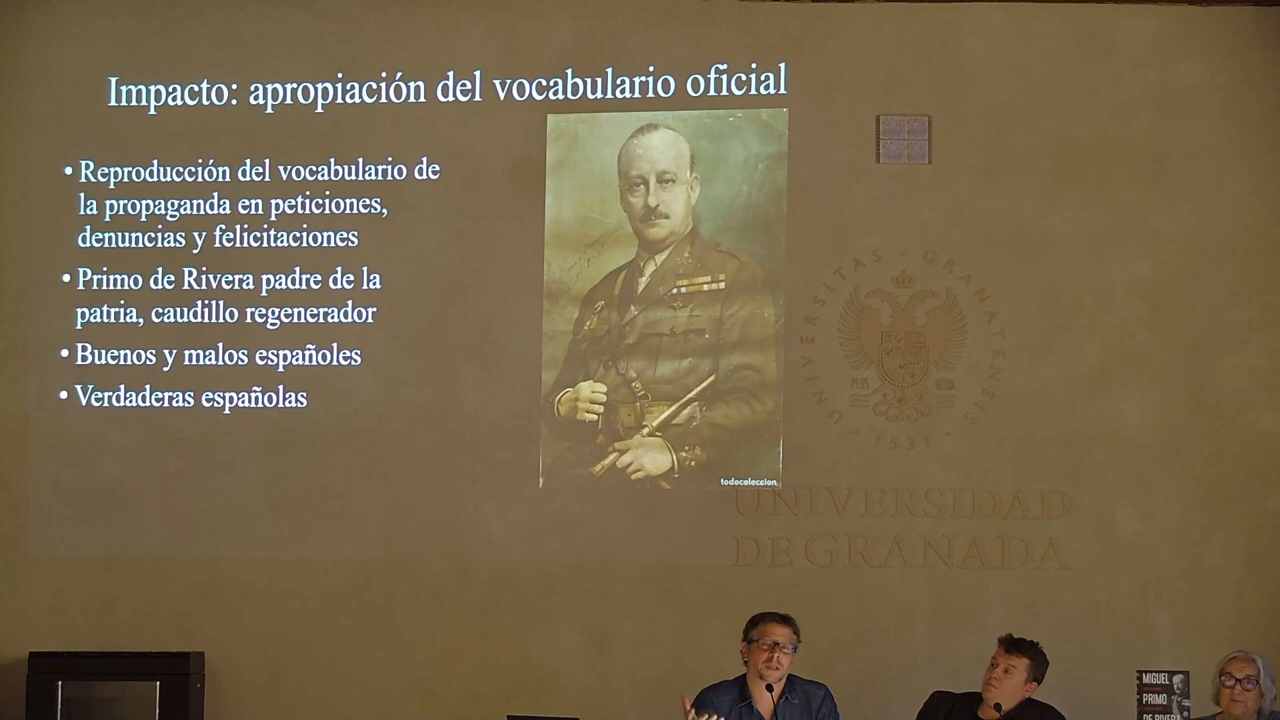 Impacto: apropiación del vocabulario oficial
• Reproducción del vocabulario de
la propaganda en peticiones,
denuncias y felicitaciones
• Primo de Rivera padre de la
patria, caudillo regenerador
• Buenos y malos españoles
• Verdaderas españolas
todocoleccion
UNIVERSITAS · GRANATENSIS
PLUS
· 1531 ·
UNIVERSIDAD
DE GRANADA
MIGUEL
PRIMO
DE RIVERA